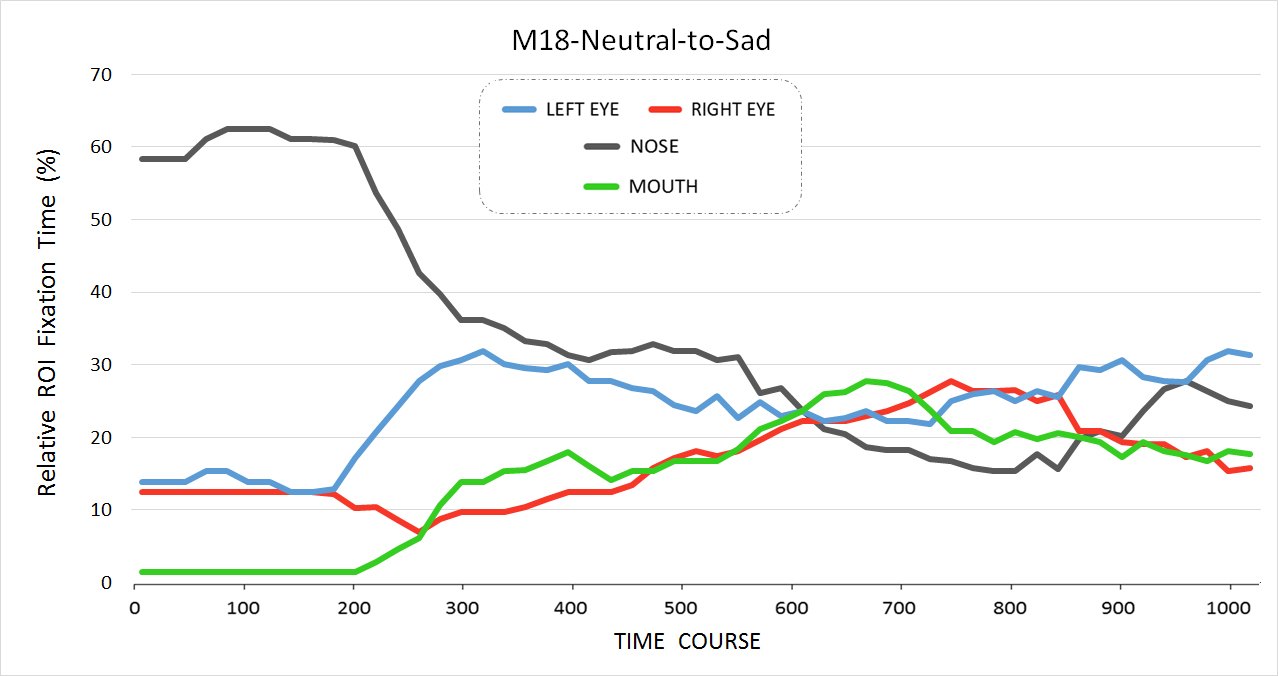 M18-Neutral-to-Sad
70
60
50
40
30
20
10
0
Relative ROI Fixation Time (%)
LEFT EYE RIGHT EYE
NOSE
MOUTH
0 100 200 300 400 500 600 700 800 900 1000
TIME COURSE